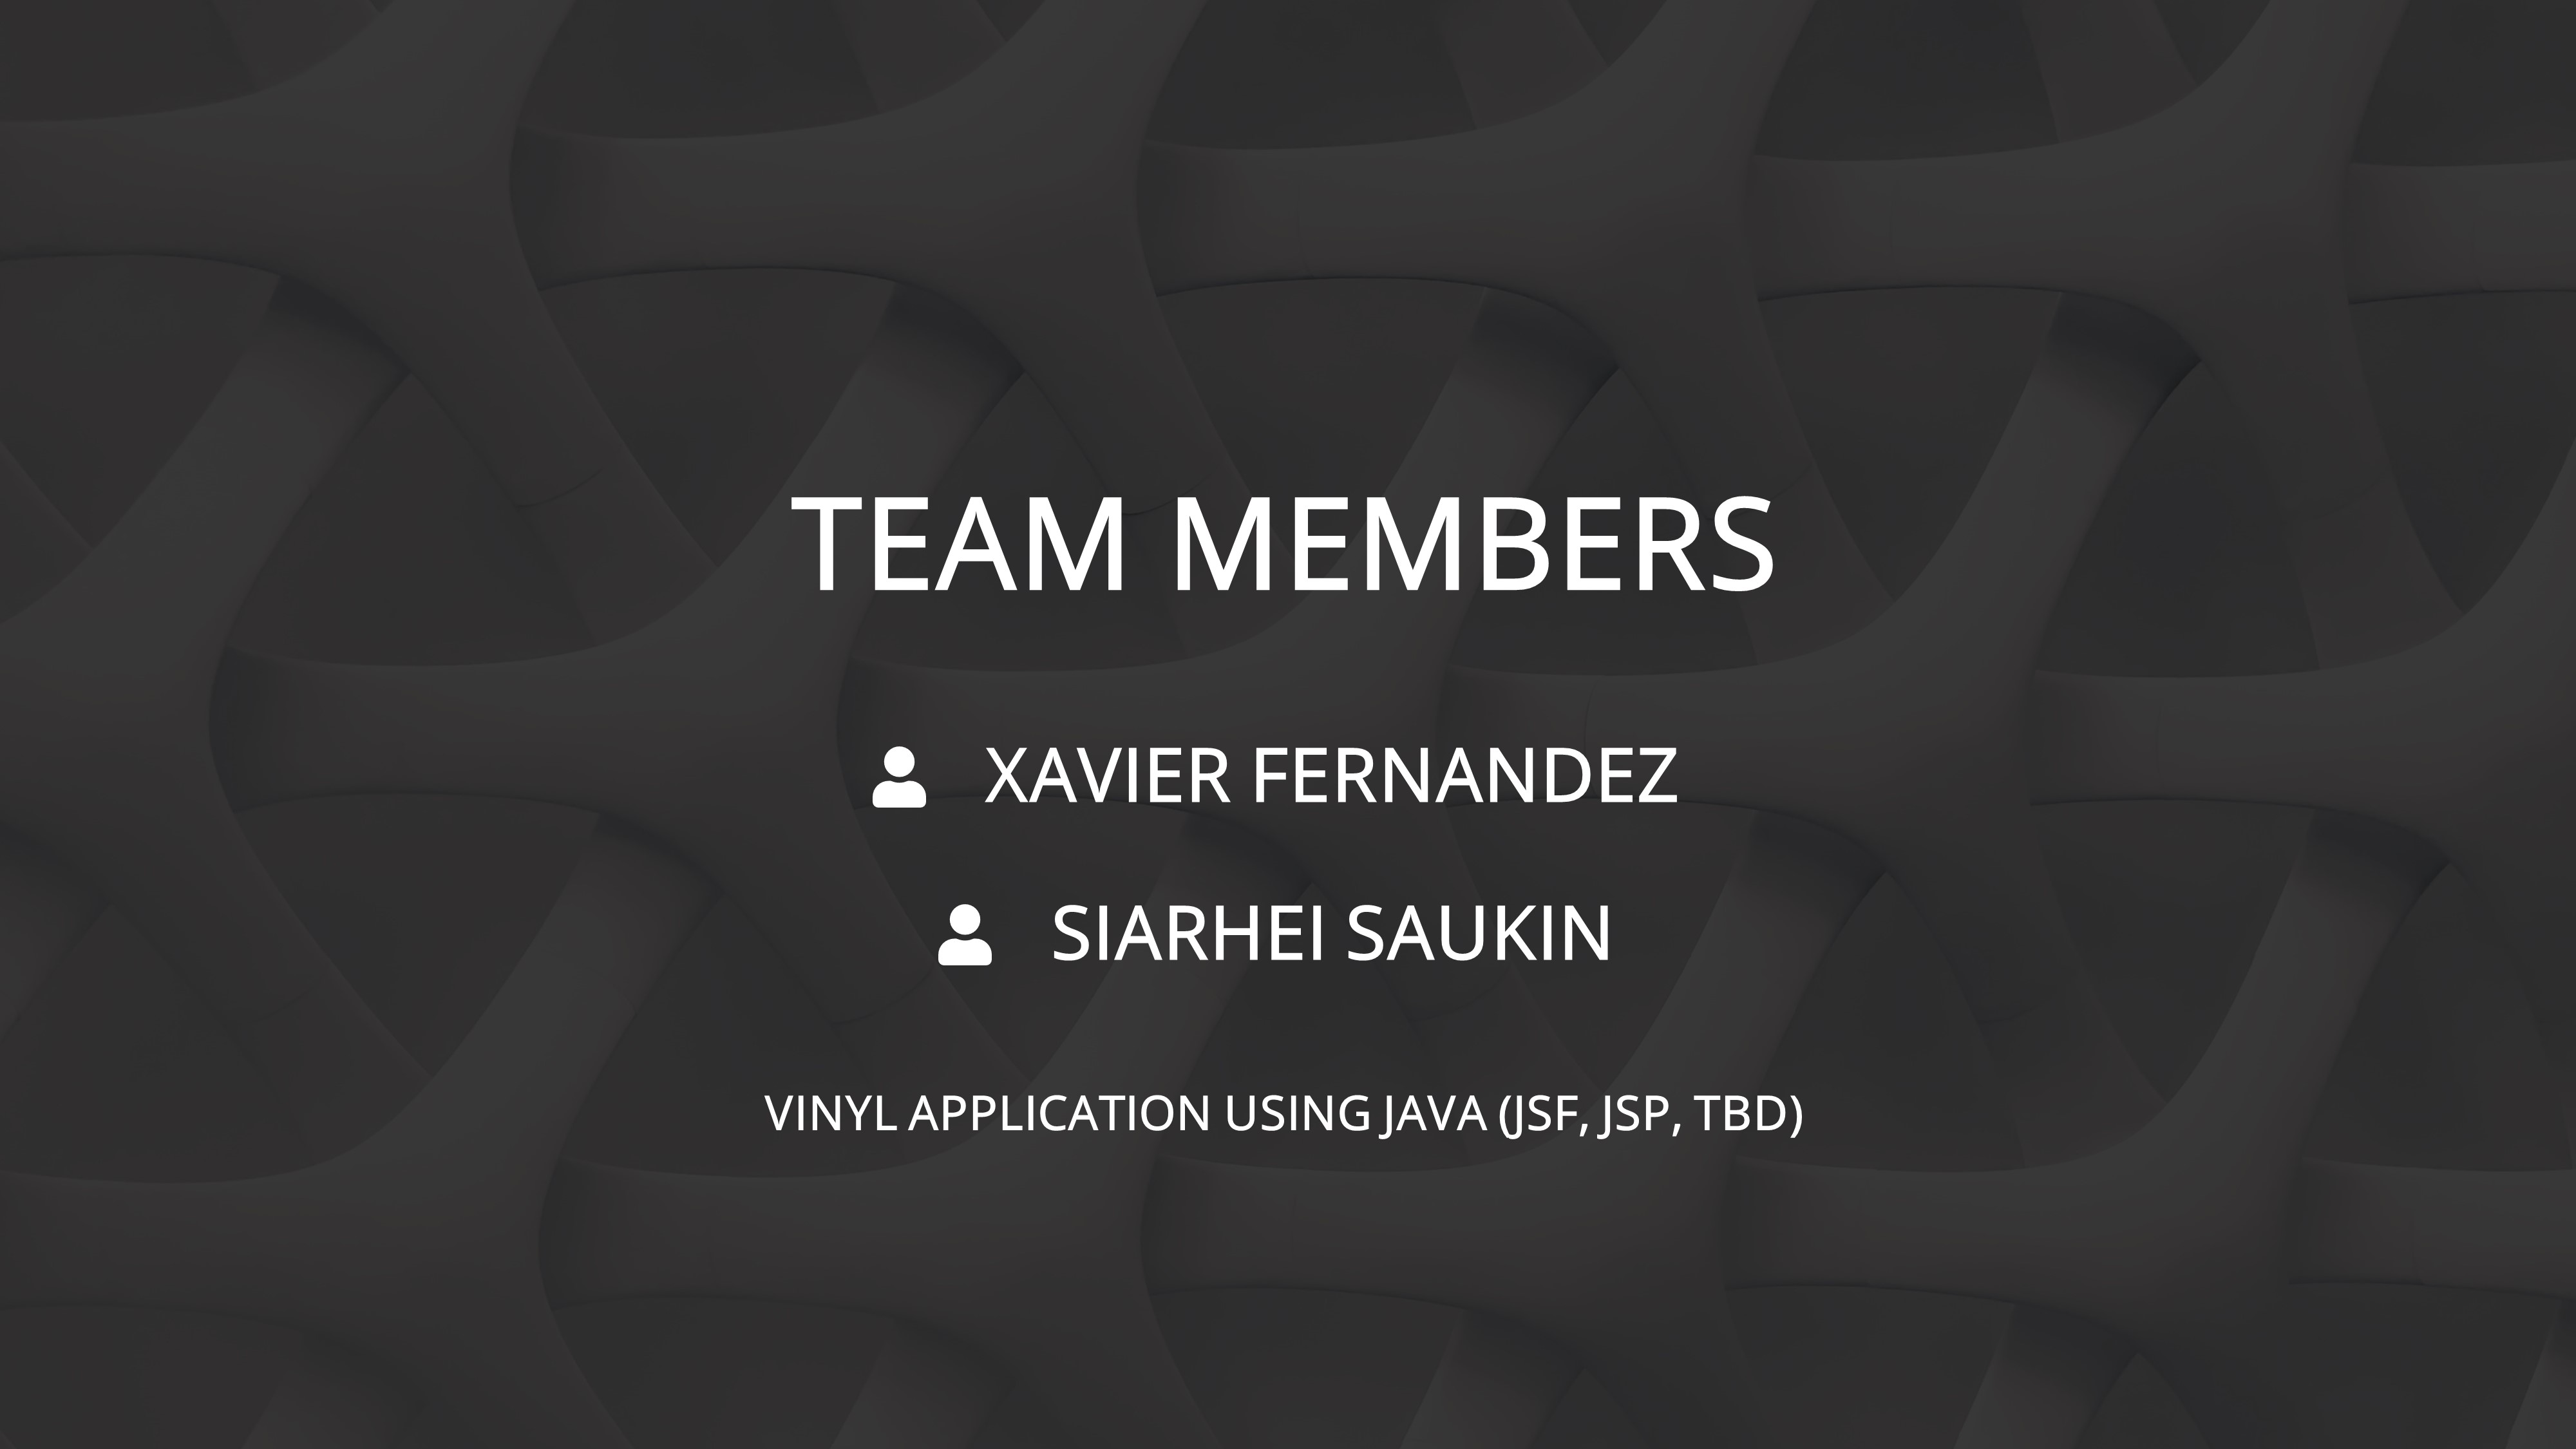 TEAM MEMBERS
XAVIER FERNANDEZ
SIARHEI SAUKIN
VINYL APPLICATION USING JAVA (JSF, JSP, TBD)